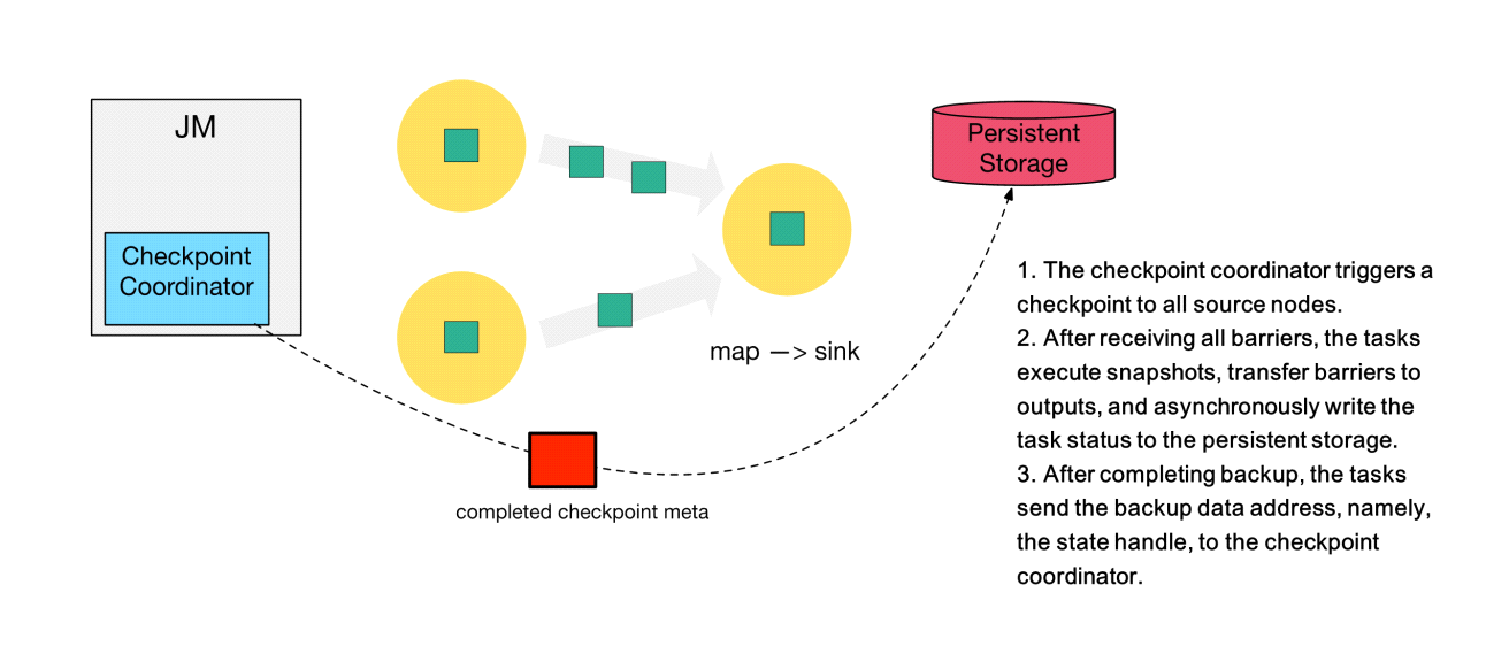 JM
Checkpoint
Coordinator
map —> sink
completed checkpoint meta
Persistent
Storage
1. The checkpoint coordinator triggers a
checkpoint to all source nodes.
2. After receiving all barriers, the tasks
execute snapshots, transfer barriers to
outputs, and asynchronously write the
task status to the persistent storage.
3. After completing backup, the tasks
send the backup data address, namely,
the state handle, to the checkpoint
coordinator.